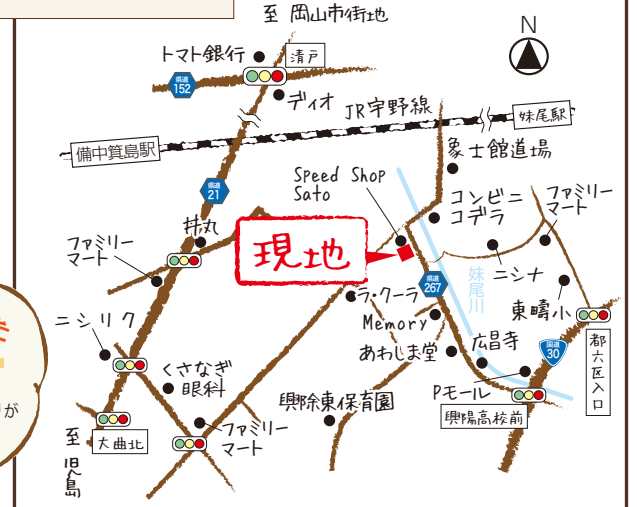 至 岡山市街地
N
トマト銀行
清戸
県道
152
ディオ
JR宇野線
妹尾駅
備中箕島駅
象士館道場
Speed Shop
Sato
県道
21
コンビニ
コデラ
ファミリー
マート
丼丸
現地
ファミリー
マート
ニシナ
妹尾川
県道
267
ラ・クーラ
東疇小
Memory
ニシリク
あわしま堂
広昌寺
国道
30
都六区入口
くさなぎ
眼科
Pモール
興除東保育園
興陽高校前
ファミリー
マート
大曲北
至 児島
が